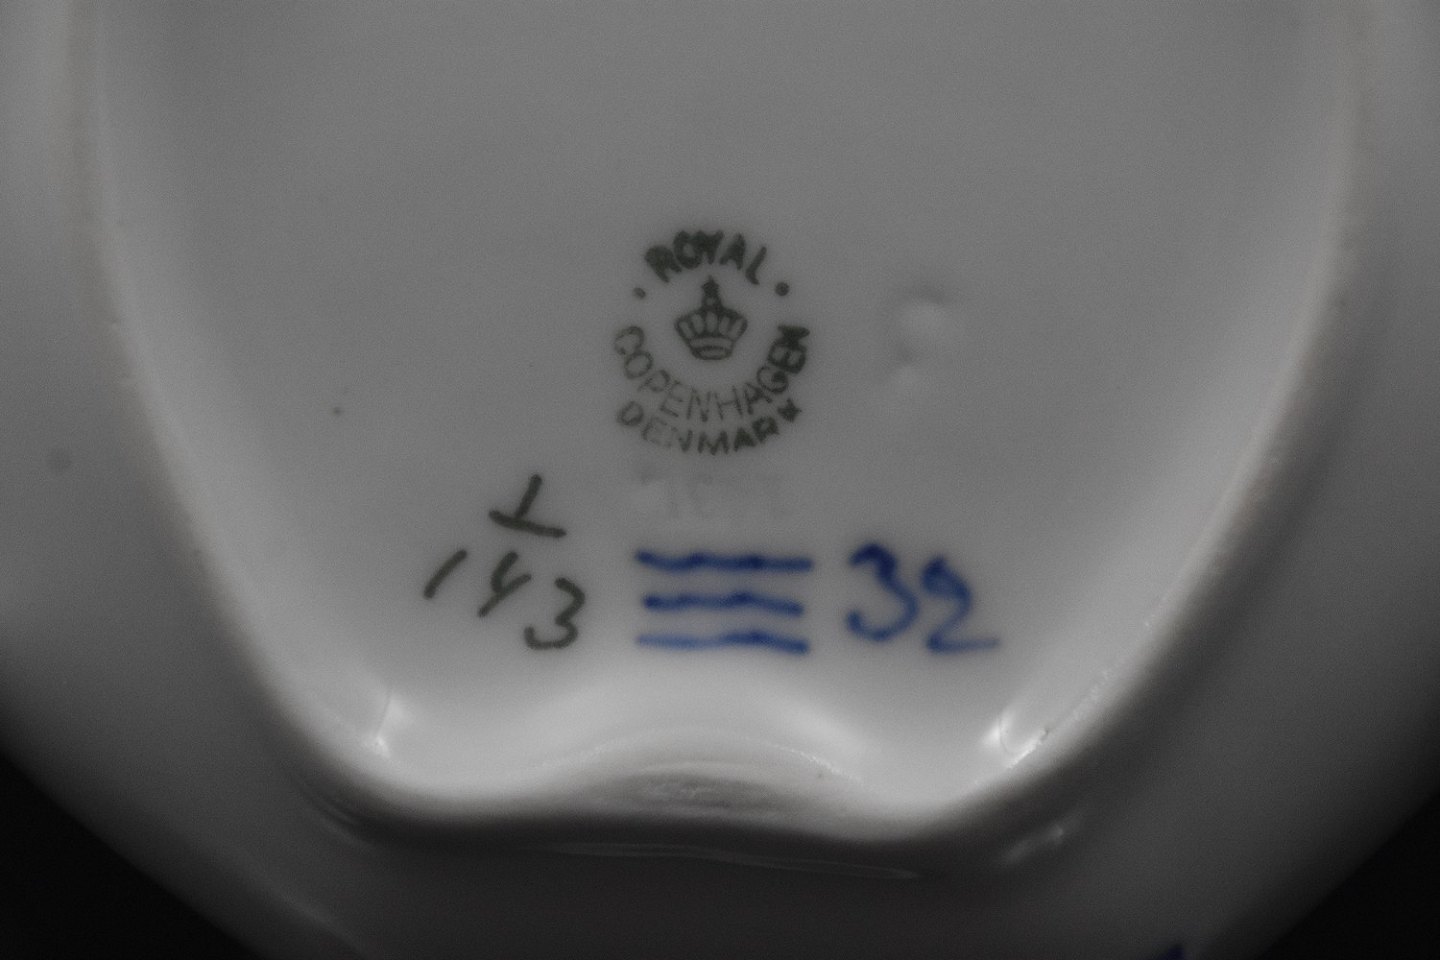 ROYAL
COPENHAGEN
DENMARK
1
143
32